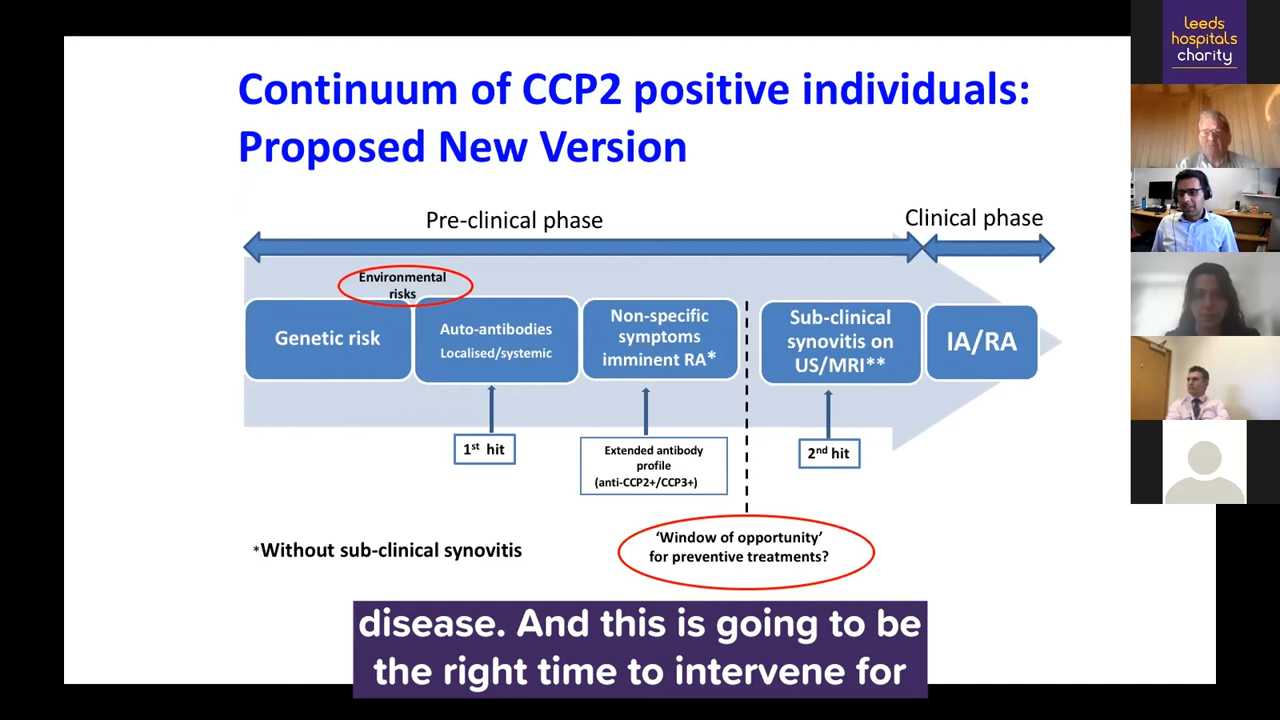 Continuum of CCP2 positive individuals:
Proposed New Version
Pre-clinical phase
Clinical phase
Environmental
risks
Genetic risk
Auto-antibodies
Localised/systemic
Non-specific
symptoms
imminent RA*
Sub-clinical
synovitis on
US/MRI**
IA/RA
1st hit
Extended antibody
profile
(anti-CCP2+/CCP3+)
2nd hit
*Without sub-clinical synovitis
‘Window of opportunity’
for preventive treatments?
disease. And this is going to be
the right time to intervene for
leeds
hospitals
charity